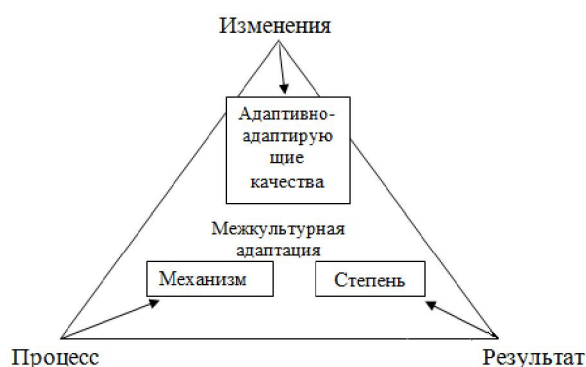 Изменения
Адаптивно-
адаптирую
щие
качества
Межкультурная
адаптация
Механизм
Степень
Процесс
Результат